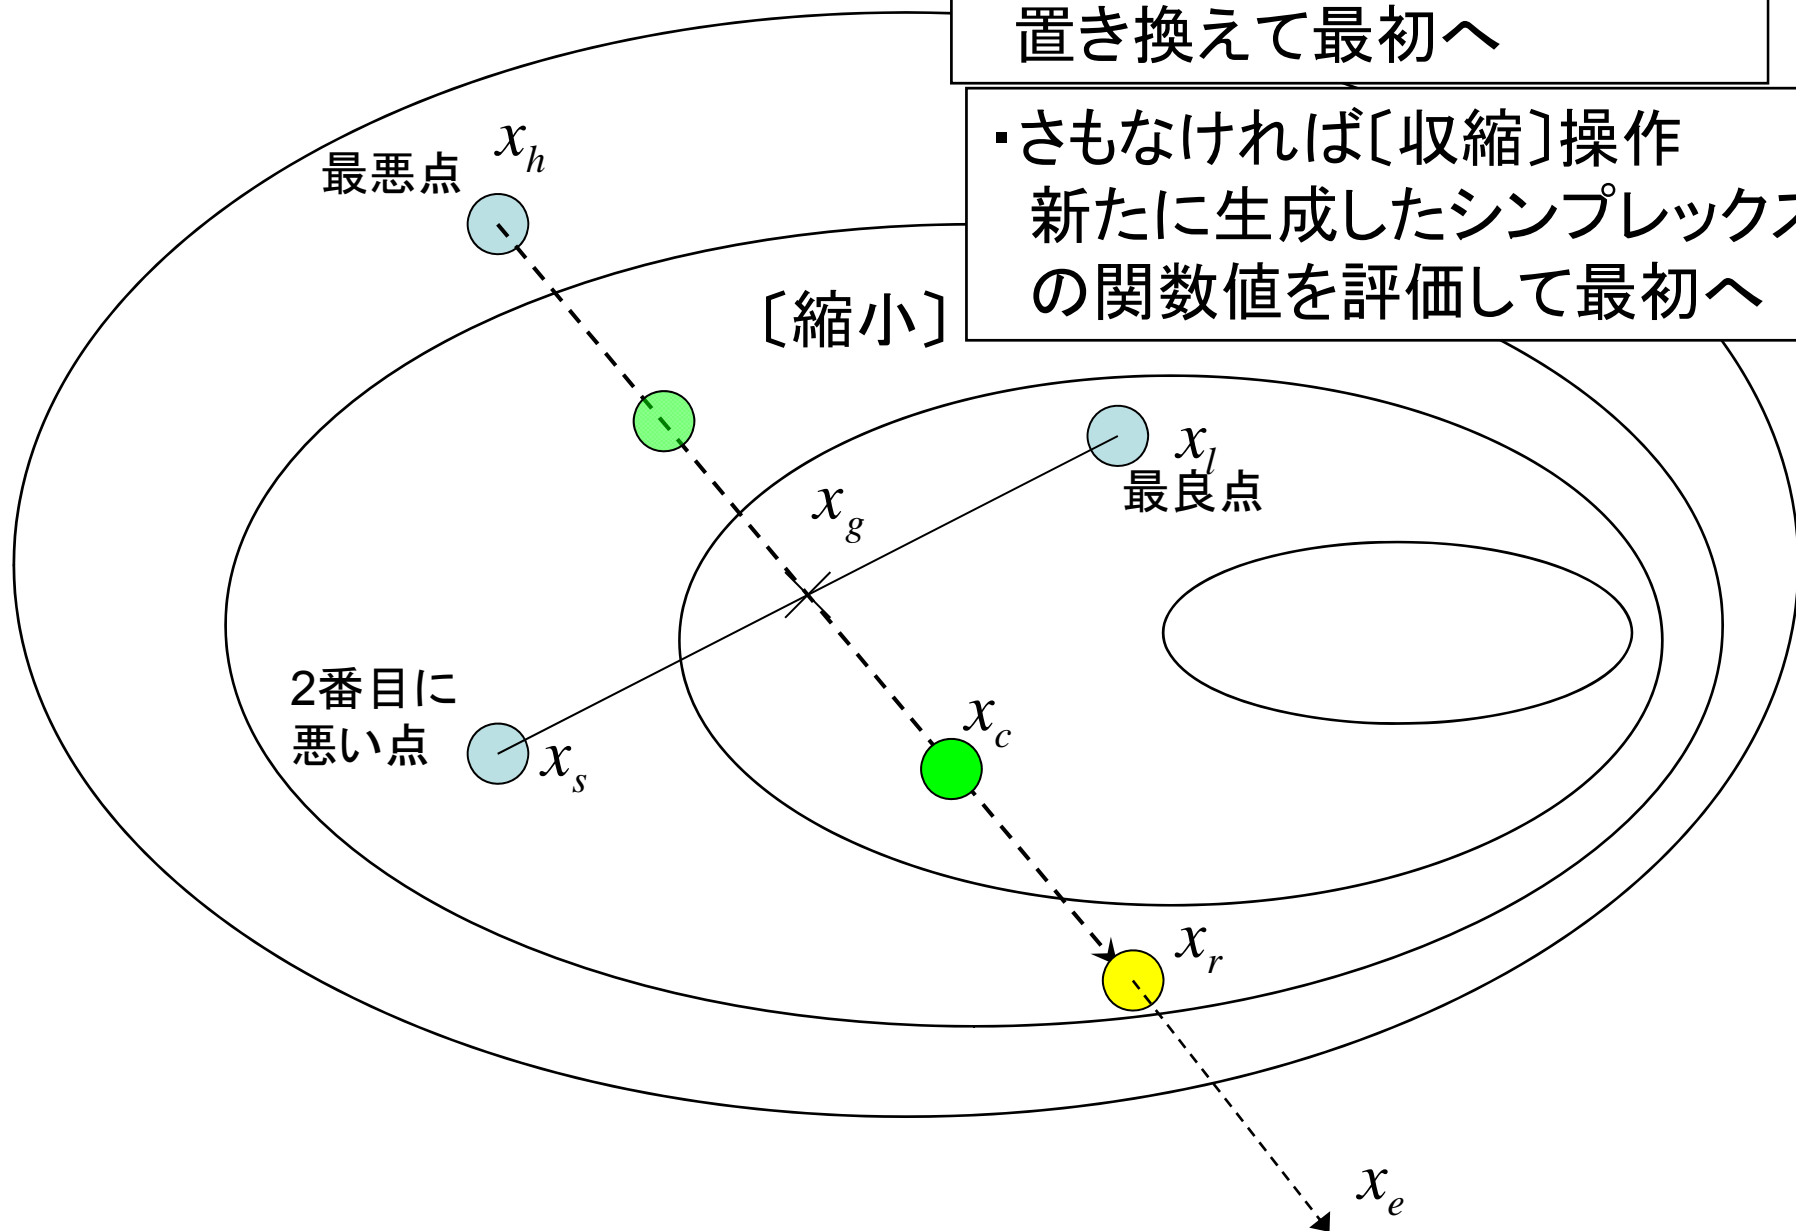 置き換えて最初へ
・さもなければ〔収縮〕操作
新たに生成したシンプレックス
の関数値を評価して最初へ
x_h
最悪点
〔縮小〕
x_l
最良点
x_g
2番目に
悪い点
x_s
x_c
x_r
x_e